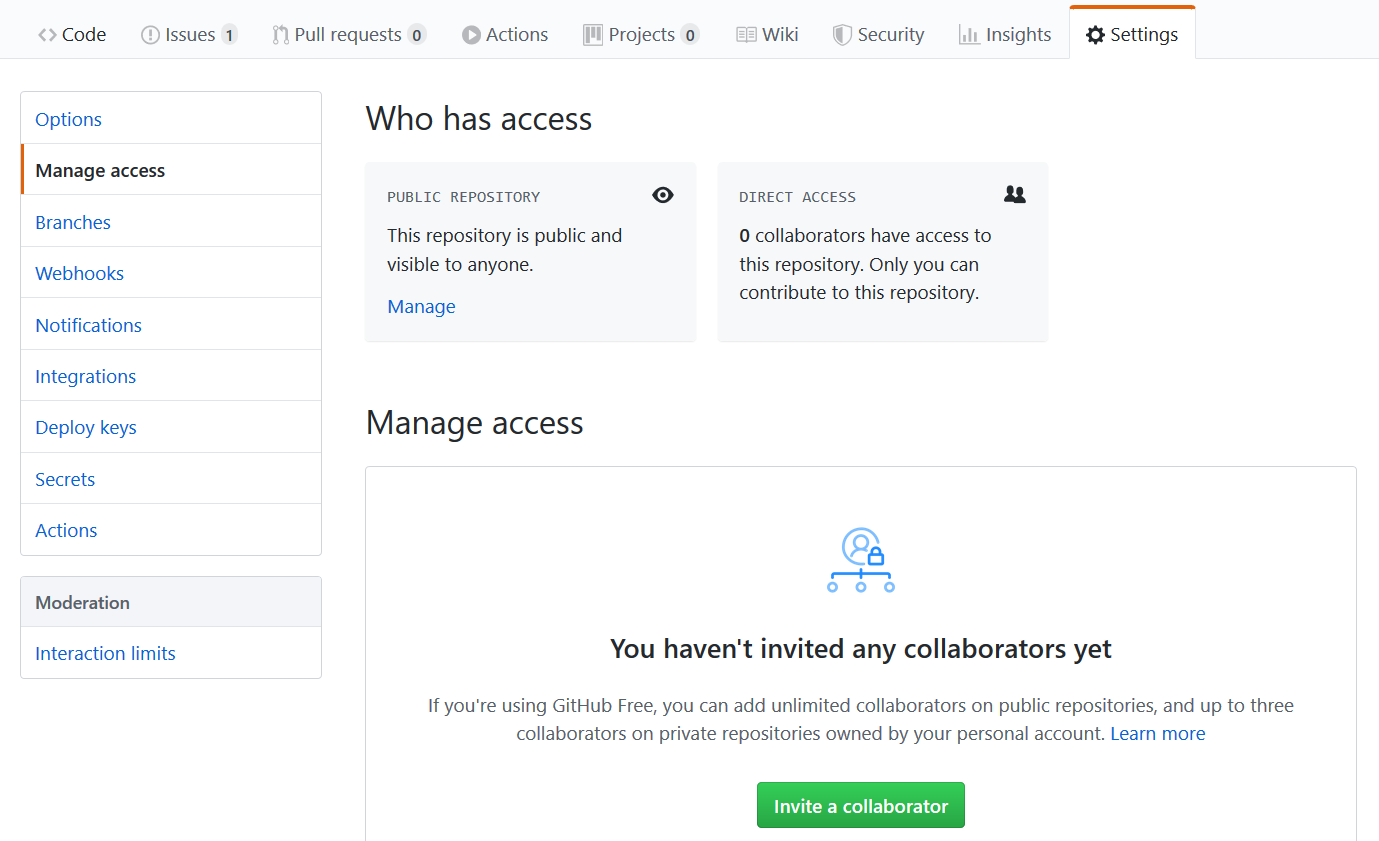 Code Issues 1 Pull requests 0 Actions Projects 0 Wiki Security Insights Settings
Options
Manage access
Branches
Webhooks
Notifications
Integrations
Deploy keys
Secrets
Actions
Moderation
Interaction limits
Who has access
PUBLIC REPOSITORY
This repository is public and
visible to anyone.
Manage
DIRECT ACCESS
0 collaborators have access to
this repository. Only you can
contribute to this repository.
Manage access
You haven't invited any collaborators yet
If you're using GitHub Free, you can add unlimited collaborators on public repositories, and up to three
collaborators on private repositories owned by your personal account. Learn more
Invite a collaborator